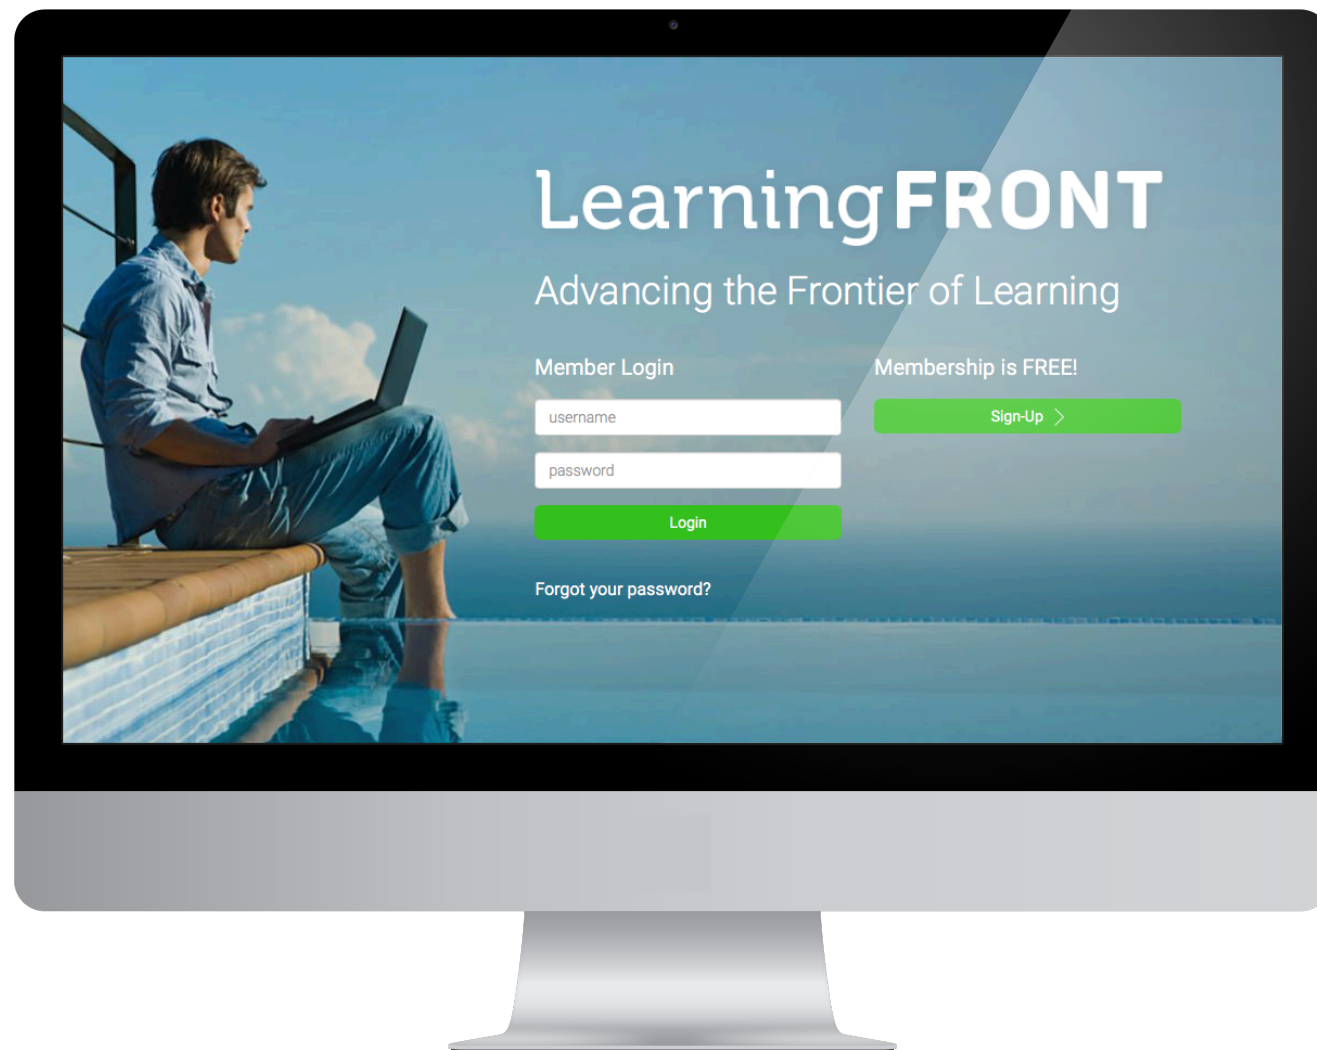 LearningFRONT
Advancing the Frontier of Learning
Member Login
username
password
Login
Forgot your password?
Membership is FREE!
Sign-Up